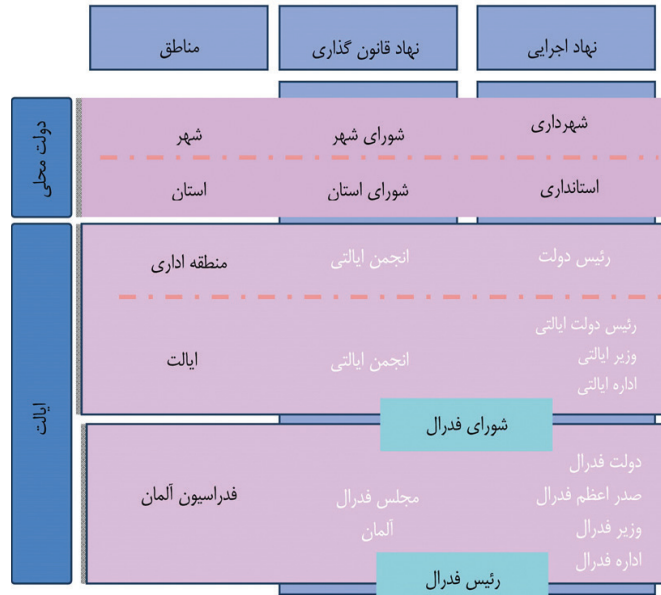 نهاد اجرایی
نهاد قانون گذاری
مناطق
شهرداری
شورای شهر
شهر
دولت محلی
استانداری
شورای استان
استان
رئیس دولت
انجمن ایالتی
منطقه اداری
رئیس دولت ایالتی
وزیر ایالتی
اداره ایالتی
انجمن ایالتی
ایالت
ایالت
شورای فدرال
دولت فدرال
صدر اعظم فدرال
وزیر فدرال
اداره فدرال
مجلس فدرال
آلمان
فدراسیون آلمان
رئیس فدرال